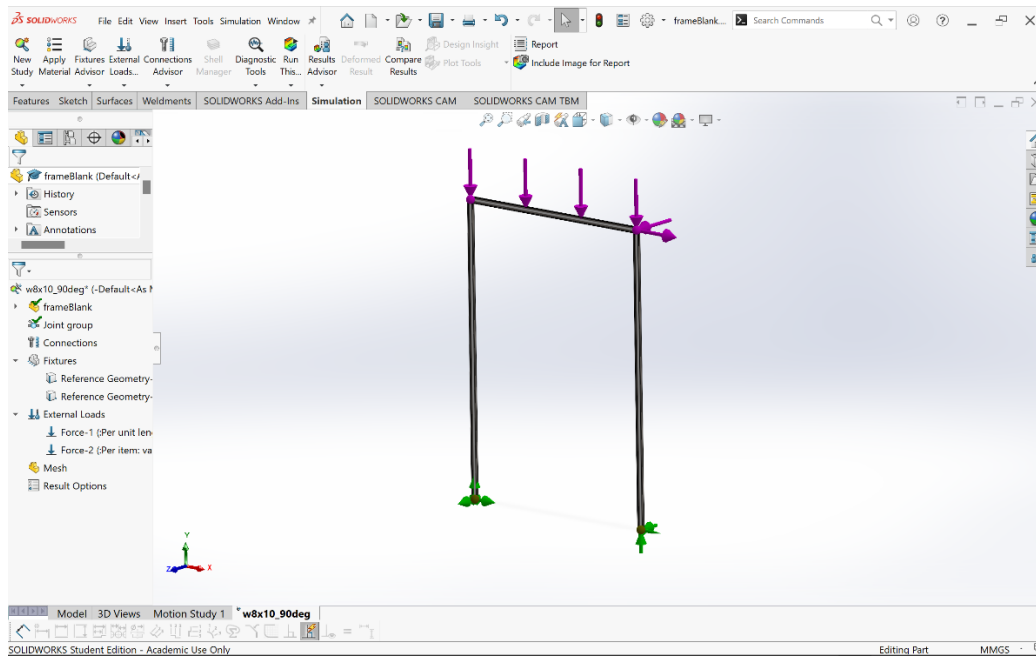 SOLIDWORKS File Edit View Insert Tools Simulation Window frameBlank... Search Commands
New Study Apply Material Fixtures Advisor External Loads... Connections Advisor Shell Manager Diagnostic Tools Run This... Results Advisor Deformed Result Compare Results Design Insight Plot Tools Report Include Image for Report
Features Sketch Surfaces Weldments SOLIDWORKS Add-Ins Simulation SOLIDWORKS CAM SOLIDWORKS CAM TBM
frameBlank (Default<
History
Sensors
Annotations
w8x10_90deg* (-Default<As
frameBlank
Joint group
Connections
Fixtures
Reference Geometry-
Reference Geometry-
External Loads
Force-1 (:Per unit len
Force-2 (:Per item: va
Mesh
Result Options
Y
Z X
Model 3D Views Motion Study 1 w8x10_90deg
SOLIDWORKS Student Edition - Academic Use Only Editing Part MMGS